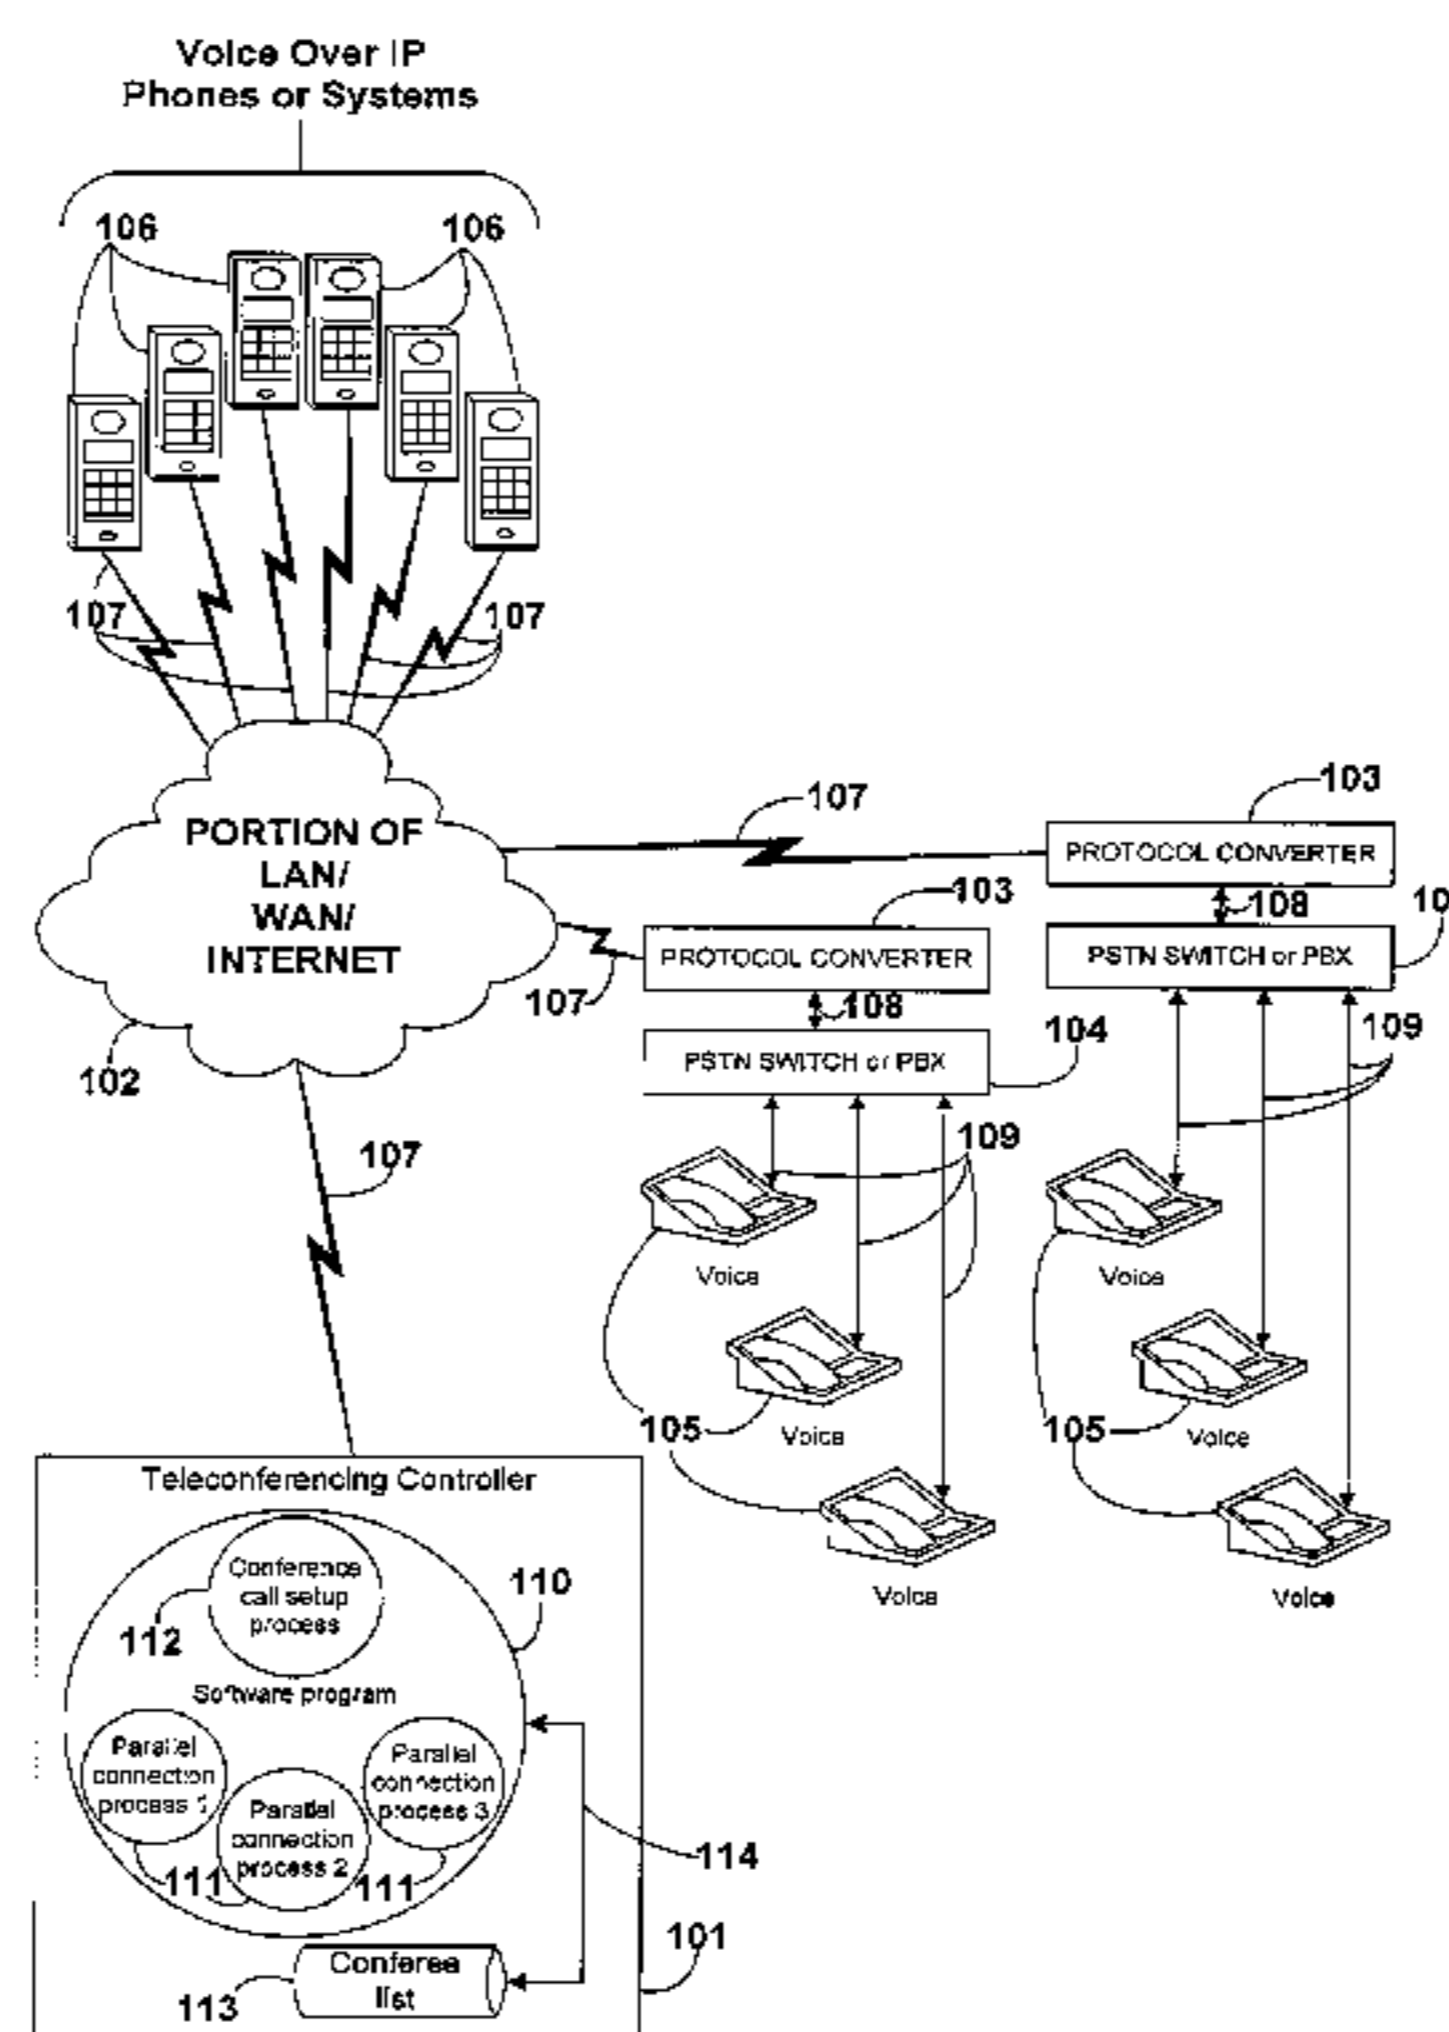 Voice Over IP
Phones or Systems
106
106
107
107
PORTION OF
LAN/
WAN/
INTERNET
102
107
103
PROTOCOL CONVERTER
108
10
PSTN SWITCH or PBX
109
103
PROTOCOL CONVERTER
107
108
104
PSTN SWITCH or PBX
109
107
Voice
Voice
105
Voice
105
Voice
Voice
Voice
Teleconferencing Controller
Conference
call setup
process
110
112
Software program
Parallel
connection
process 1
Parallel
connection
process 2
Parallel
connection
process 3
111
111
114
101
Conferee
list
113